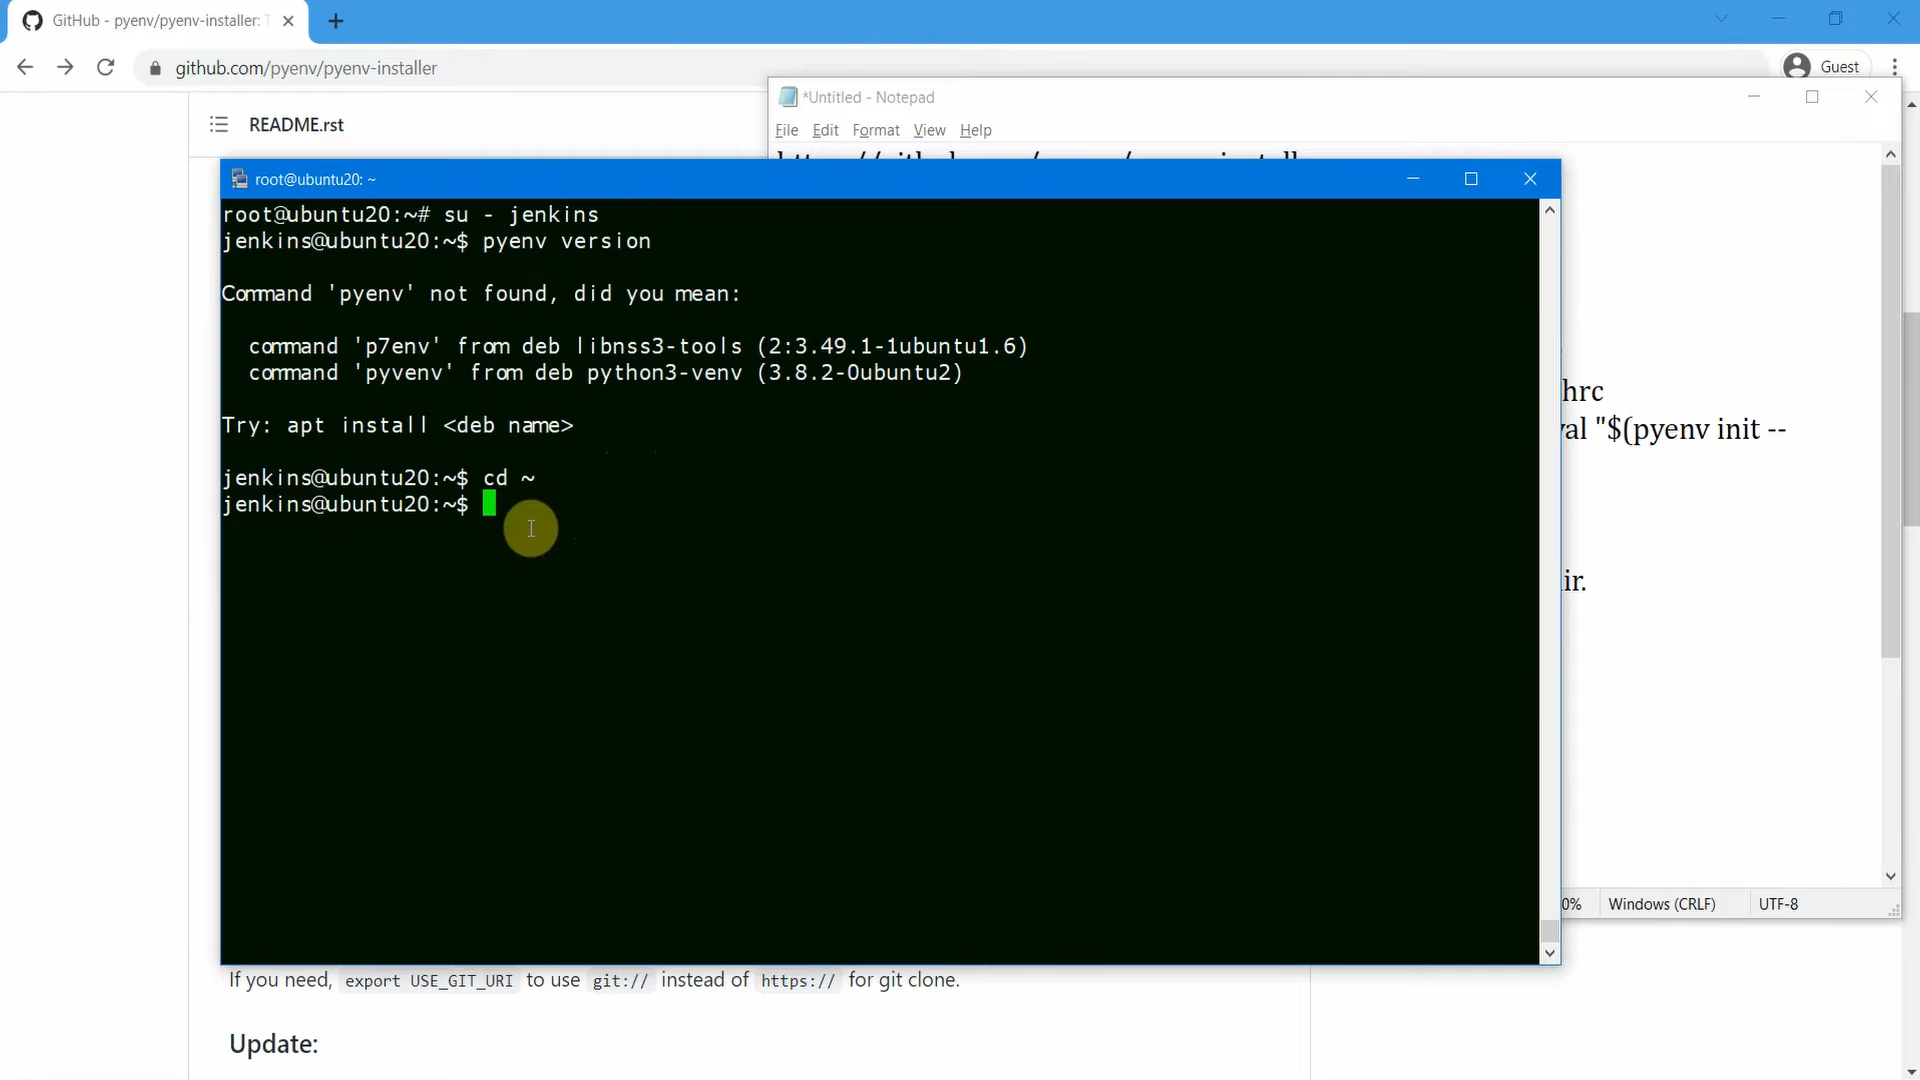 GitHub - pyenv/pyenv-installer:
github.com/pyenv/pyenv-installer
Guest
README.rst
*Untitled - Notepad
File Edit Format View Help
root@ubuntu20: ~
root@ubuntu20:~# su - jenkins
jenkins@ubuntu20:~$ pyenv version
Command 'pyenv' not found, did you mean:
command 'p7env' from deb libnss3-tools (2:3.49.1-1ubuntu1.6)
command 'pyvenv' from deb python3-venv (3.8.2-0ubuntu2)
Try: apt install <deb name>
jenkins@ubuntu20:~$ cd ~
jenkins@ubuntu20:~$
hrc
al "$(pyenv init --
ir.
0% Windows (CRLF) UTF-8
If you need, export USE_GIT_URI to use git:// instead of https:// for git clone.
Update: